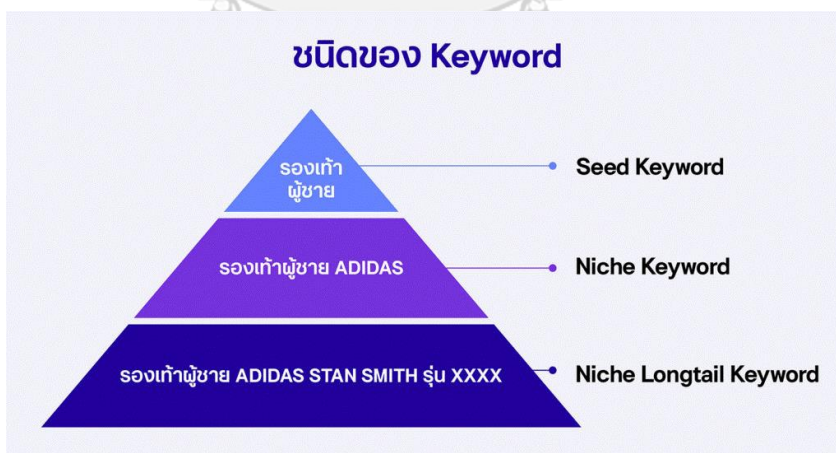 ชนิดของ Keyword
รองเท้า
ผู้ชาย
Seed Keyword
รองเท้าผู้ชาย ADIDAS
Niche Keyword
รองเท้าผู้ชาย ADIDAS STAN SMITH รุ่น XXXX
Niche Longtail Keyword